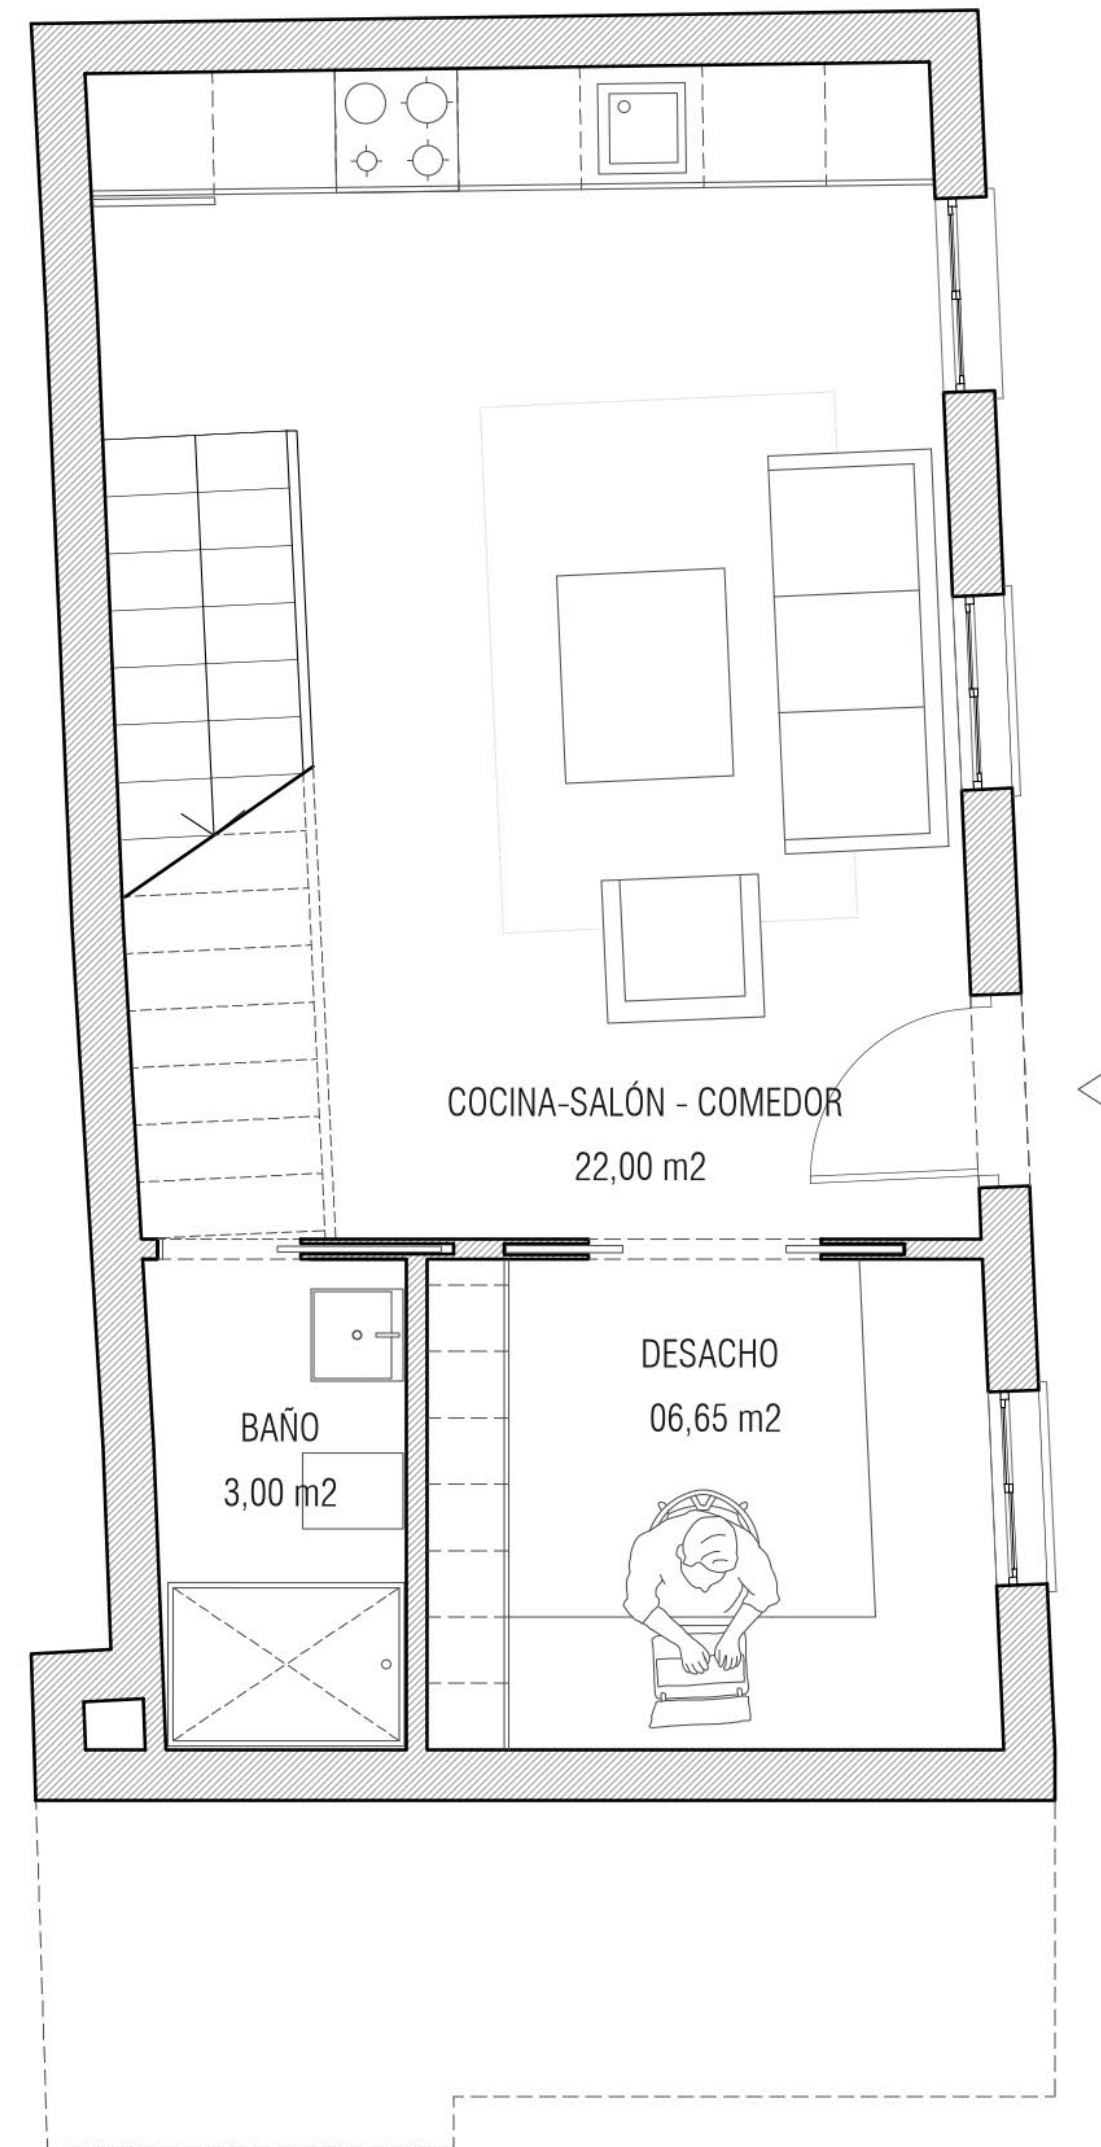 COCINA-SALÓN - COMEDOR
22,00 m2
DESACHO
06,65 m2
BAÑO
3,00 m2